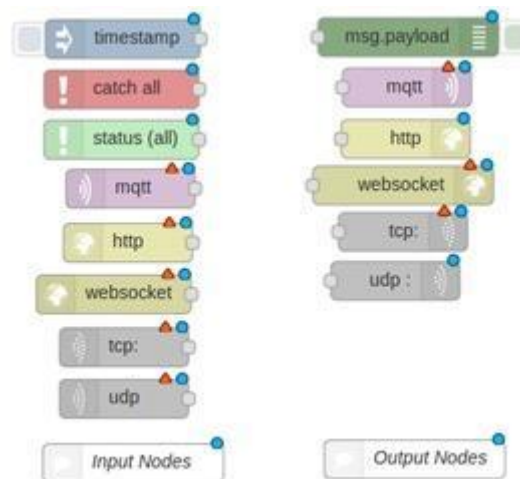 timestamp
catch all
status (all)
mqtt
http
websocket
tcp:
udp
Input Nodes
msg.payload
mqtt
http
websocket
tcp:
udp :
Output Nodes